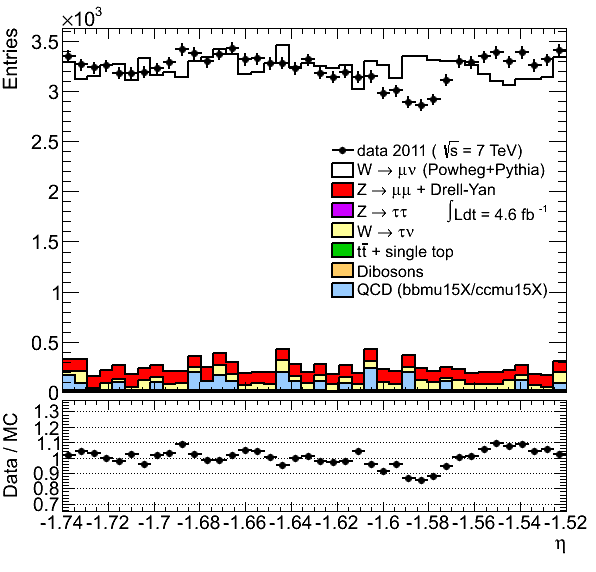 ×10³
Entries
3.5
3
2.5
2
1.5
1
0.5
0
data 2011 ( √s = 7 TeV)
W → μν (Powheg+Pythia)
Z → μμ + Drell-Yan
Z → ττ
∫Ldt = 4.6 fb⁻¹
W → τν
tt̄ + single top
Dibosons
QCD (bbmu15X/ccmu15X)
Data / MC
1.3
1.2
1.1
1
0.9
0.8
0.7
-1.74 -1.72 -1.7 -1.68 -1.66 -1.64 -1.62 -1.6 -1.58 -1.56 -1.54 -1.52
η